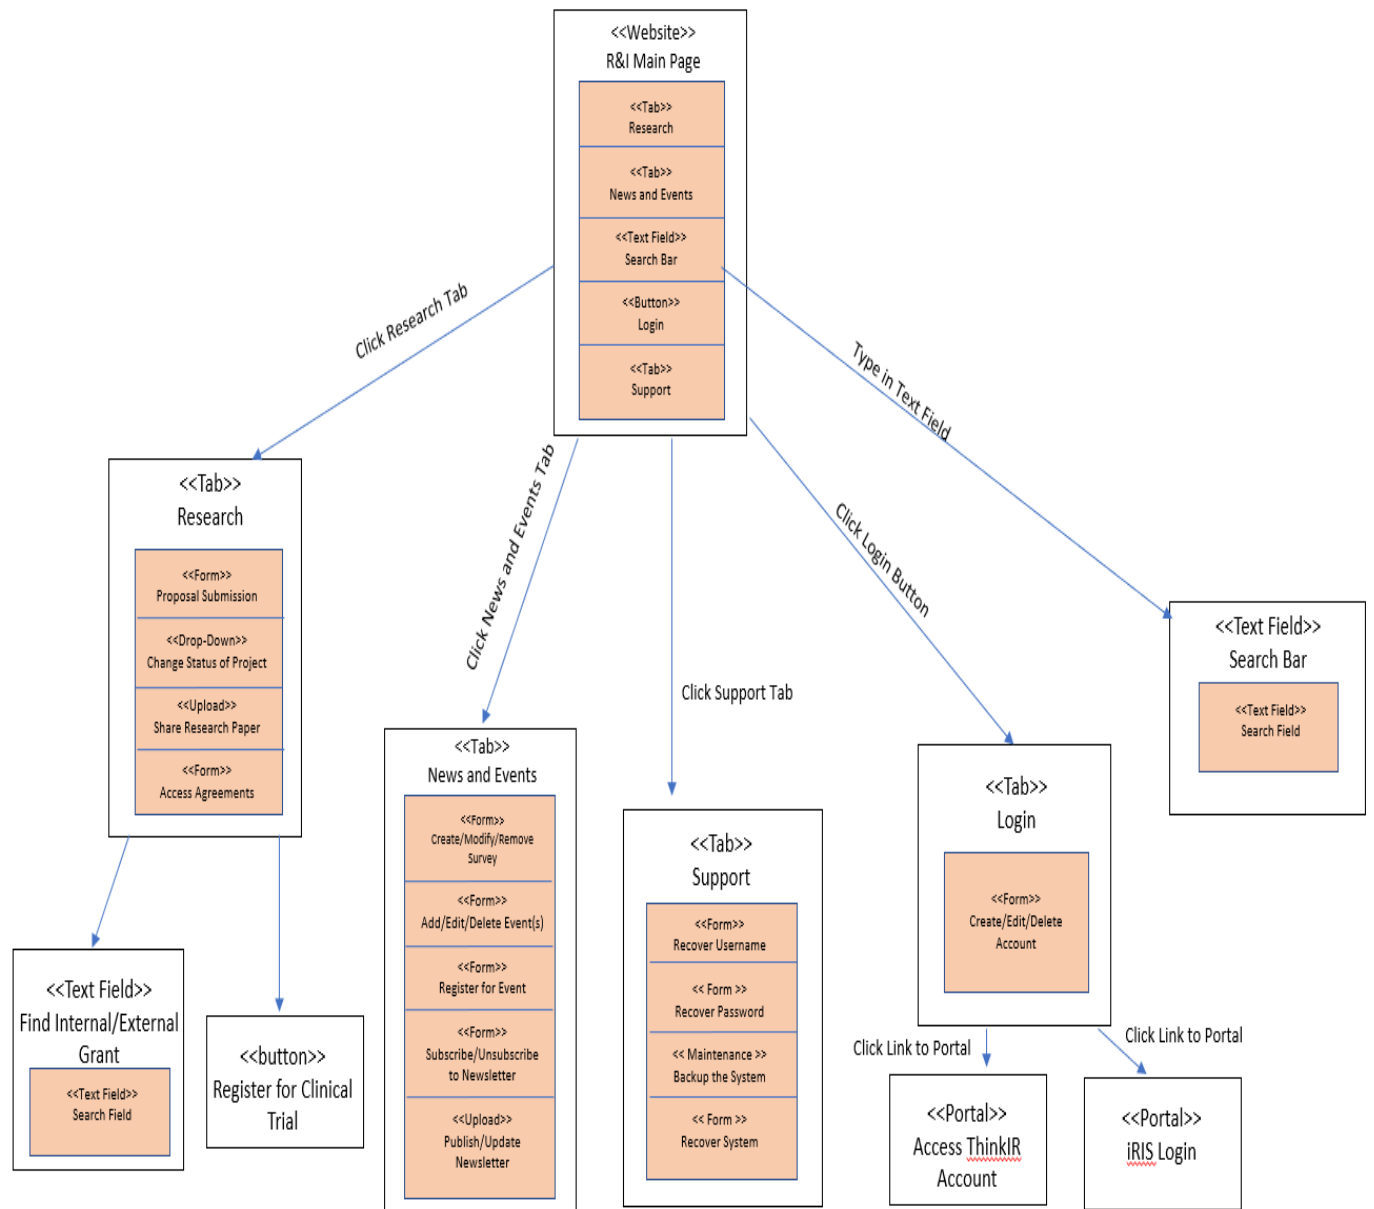 <<Website>>
R&I Main Page
<<Tab>>
Research
<<Tab>>
News and Events
<<Text Field>>
Search Bar
<<Button>>
Login
<<Tab>>
Support
Click Research Tab
Click News and Events Tab
Click Support Tab
Click Login Button
Type in Text Field
<<Tab>>
Research
<<Form>>
Proposal Submission
<<Drop-Down>>
Change Status of Project
<<Upload>>
Share Research Paper
<<Form>>
Access Agreements
<<Text Field>>
Find Internal/External
Grant
<<Text Field>>
Search Field
<<button>>
Register for Clinical
Trial
<<Tab>>
News and Events
<<Form>>
Create/Modify/Remove
Survey
<<Form>>
Add/Edit/Delete Event(s)
<<Form>>
Register for Event
<<Form>>
Subscribe/Unsubscribe
to Newsletter
<<Upload>>
Publish/Update
Newsletter
<<Tab>>
Support
<<Form>>
Recover Username
<< Form >>
Recover Password
<< Maintenance >>
Backup the System
<< Form >>
Recover System
<<Tab>>
Login
<<Form>>
Create/Edit/Delete
Account
Click Link to Portal
Click Link to Portal
<<Portal>>
Access ThinkIR
Account
<<Portal>>
iRIS Login
<<Text Field>>
Search Bar
<<Text Field>>
Search Field